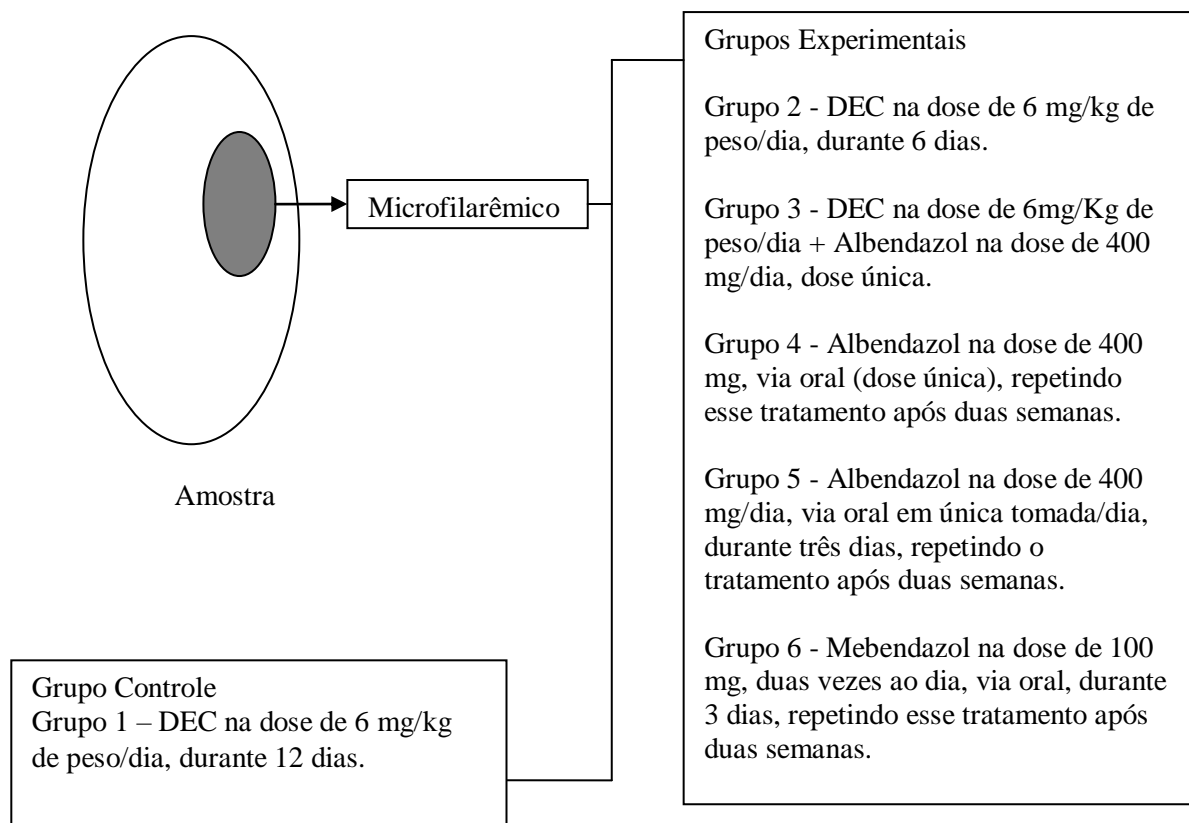 Microfilarêmico
Amostra
Grupo Controle
Grupo 1 – DEC na dose de 6 mg/kg
de peso/dia, durante 12 dias.
Grupos Experimentais
Grupo 2 - DEC na dose de 6 mg/kg de
peso/dia, durante 6 dias.
Grupo 3 - DEC na dose de 6mg/Kg de
peso/dia + Albendazol na dose de 400
mg/dia, dose única.
Grupo 4 - Albendazol na dose de 400
mg, via oral (dose única), repetindo
esse tratamento após duas semanas.
Grupo 5 - Albendazol na dose de 400
mg/dia, via oral em única tomada/dia,
durante três dias, repetindo o
tratamento após duas semanas.
Grupo 6 - Mebendazol na dose de 100
mg, duas vezes ao dia, via oral, durante
3 dias, repetindo esse tratamento após
duas semanas.